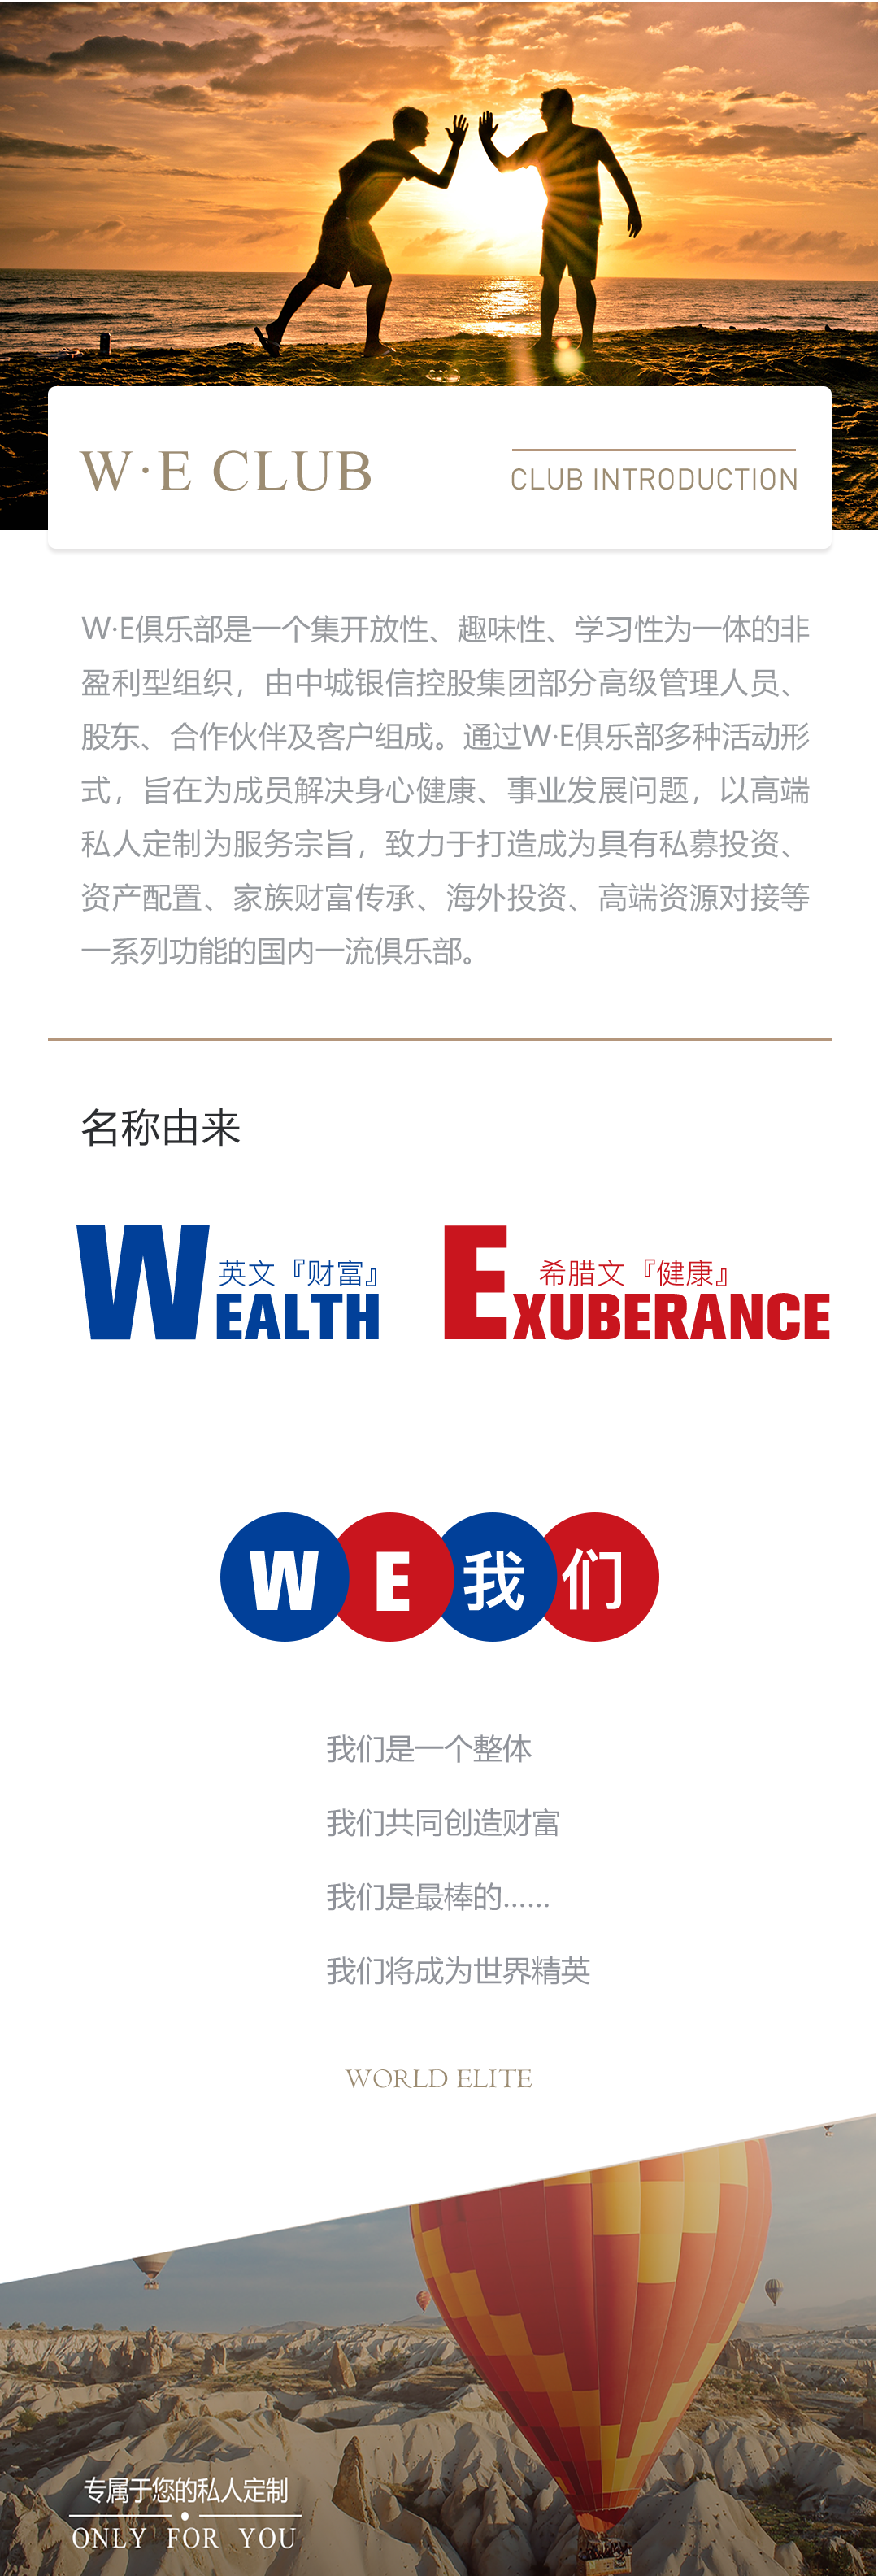 W·E CLUB
CLUB INTRODUCTION
W·E俱乐部是一个集开放性、趣味性、学习性为一体的非
盈利型组织，由中城银信控股集团部分高级管理人员、
股东、合作伙伴及客户组成。通过W·E俱乐部多种活动形
式，旨在为成员解决身心健康、事业发展问题，以高端
私人定制为服务宗旨，致力于打造成为具有私募投资、
资产配置、家族财富传承、海外投资、高端资源对接等
一系列功能的国内一流俱乐部。
名称由来
英文『财富』
WEALTH
希腊文『健康』
EXUBERANCE
W E 我 们
我们是一个整体
我们共同创造财富
我们是最棒的……
我们将成为世界精英
WORLD ELITE
专属于您的私人定制
ONLY FOR YOU